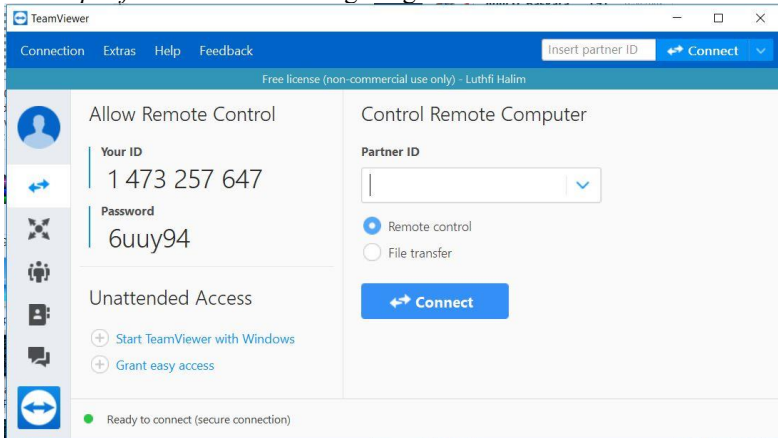 TeamViewer
Connection Extras Help Feedback Insert partner ID Connect
Free license (non-commercial use only) - Luthfi Halim
Allow Remote Control
Your ID
1 473 257 647
Password
6uuy94
Unattended Access
Start TeamViewer with Windows
Grant easy access
Control Remote Computer
Partner ID
Remote control
File transfer
Connect
Ready to connect (secure connection)